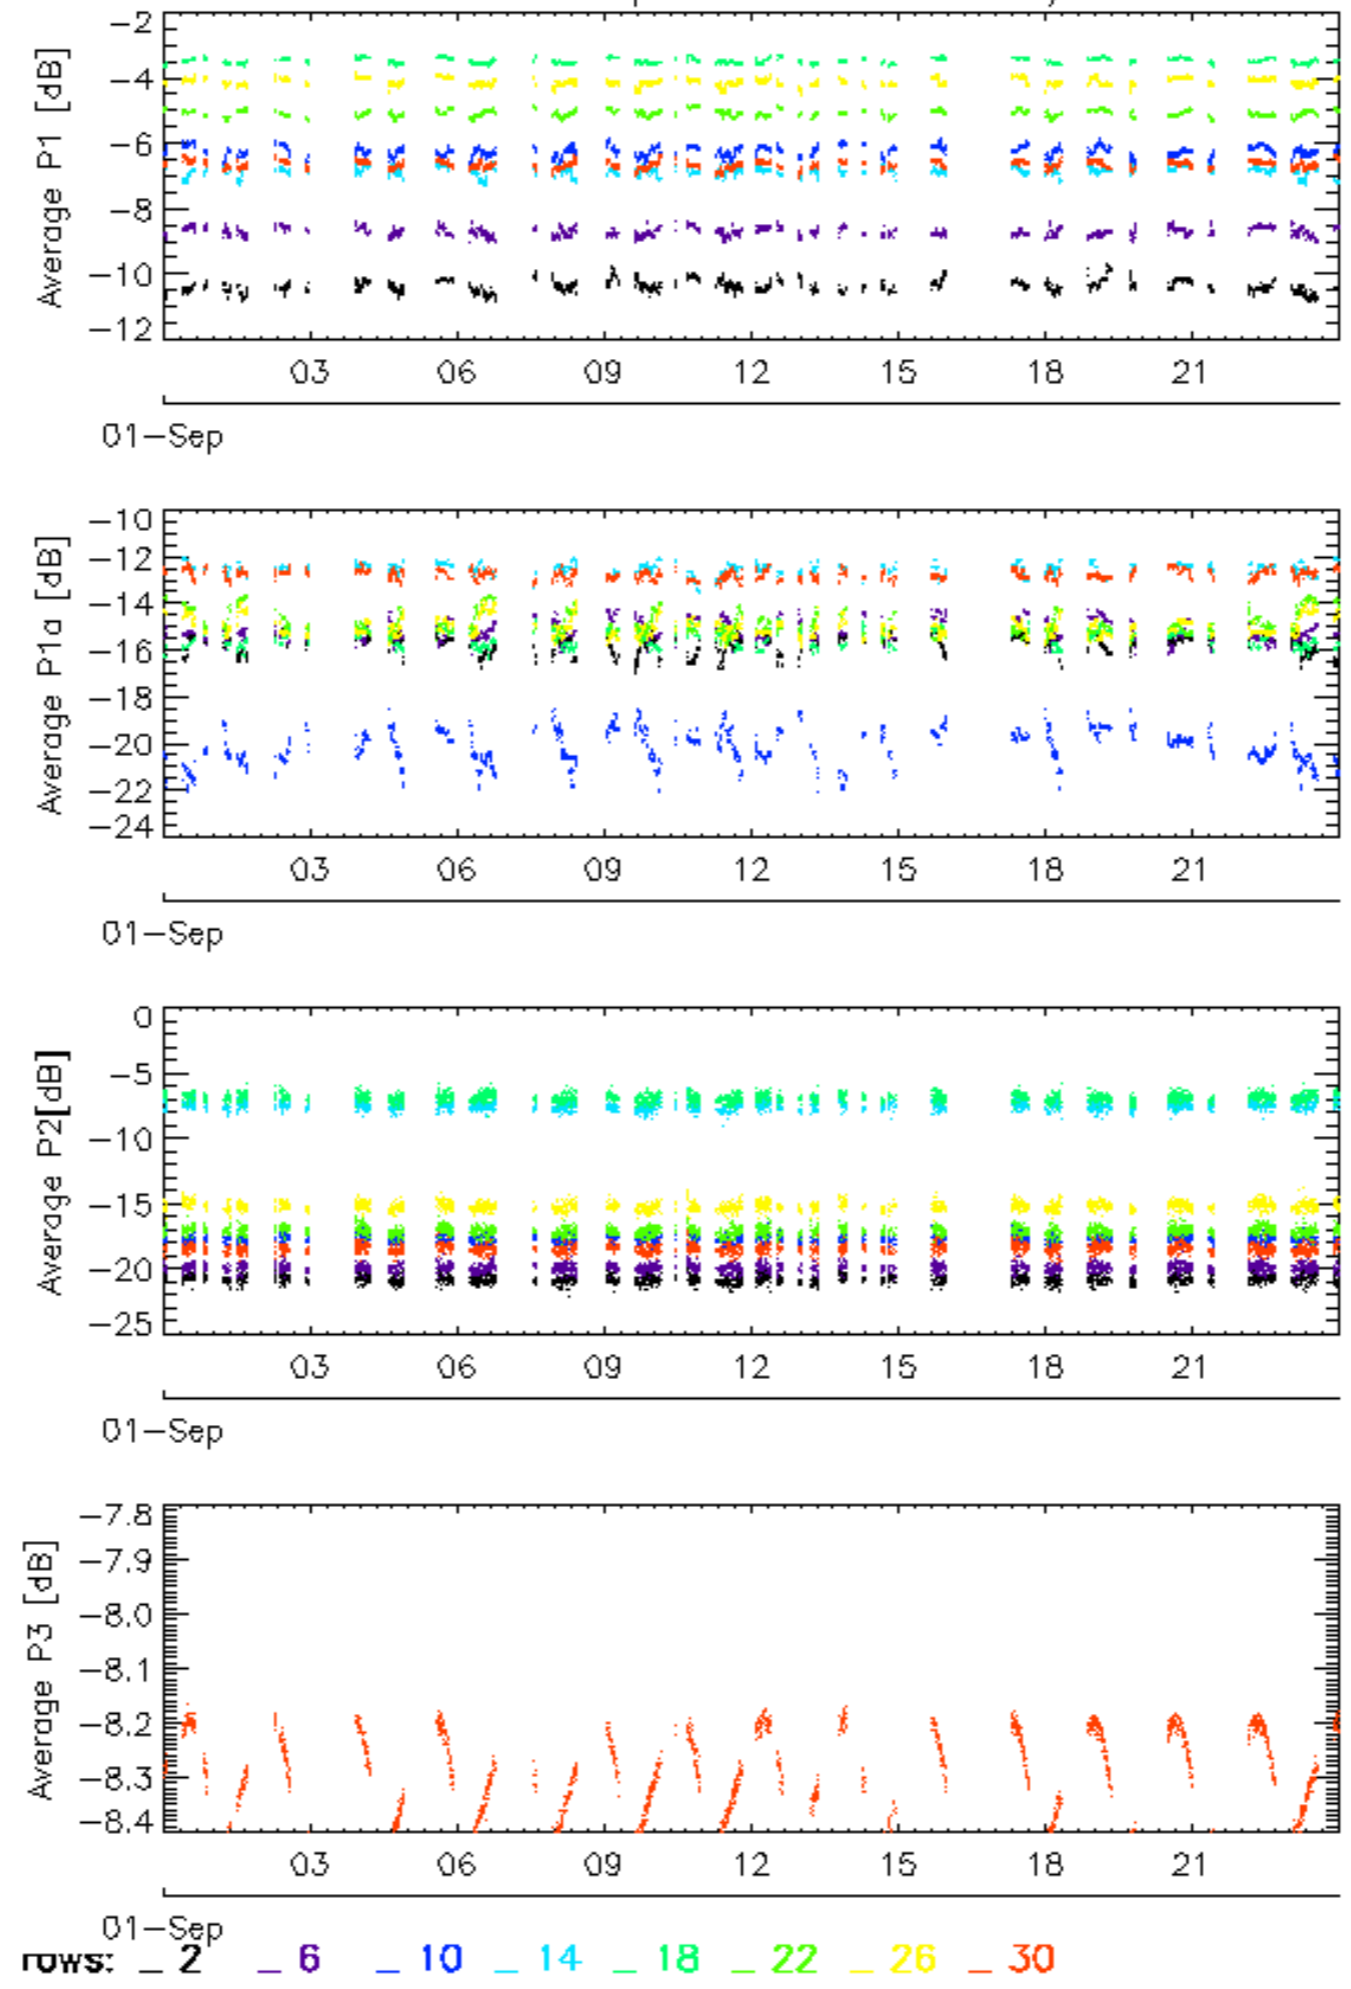 Average P1 [dB]
-2
-4
-6
-8
-10
-12
03 06 09 12 15 18 21
01-Sep
Average P1a [dB]
-10
-12
-14
-16
-18
-20
-22
-24
03 06 09 12 15 18 21
01-Sep
Average P2[dB]
0
-5
-10
-15
-20
-25
03 06 09 12 15 18 21
01-Sep
Average P3 [dB]
-7.8
-7.9
-8.0
-8.1
-8.2
-8.3
-8.4
03 06 09 12 15 18 21
01-Sep
rows: _ 2 _ 6 _ 10 _ 14 _ 18 _ 22 _ 26 _ 30